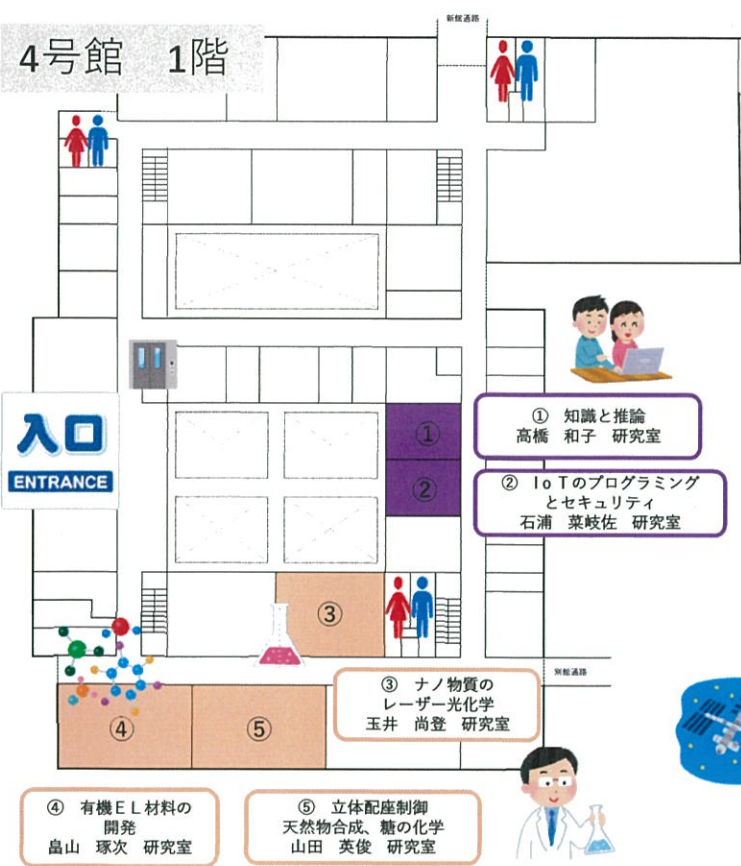 新館通路
4号館 1階
入口
ENTRANCE
①
① 知識と推論
高橋 和子 研究室
②
② IoTのプログラミング
とセキュリティ
石浦 菜岐佐 研究室
③
別館通路
③ ナノ物質の
レーザー光化学
玉井 尚登 研究室
④
⑤
④ 有機EL材料の
開発
畠山 琢次 研究室
⑤ 立体配座制御
天然物合成、糖の化学
山田 英俊 研究室